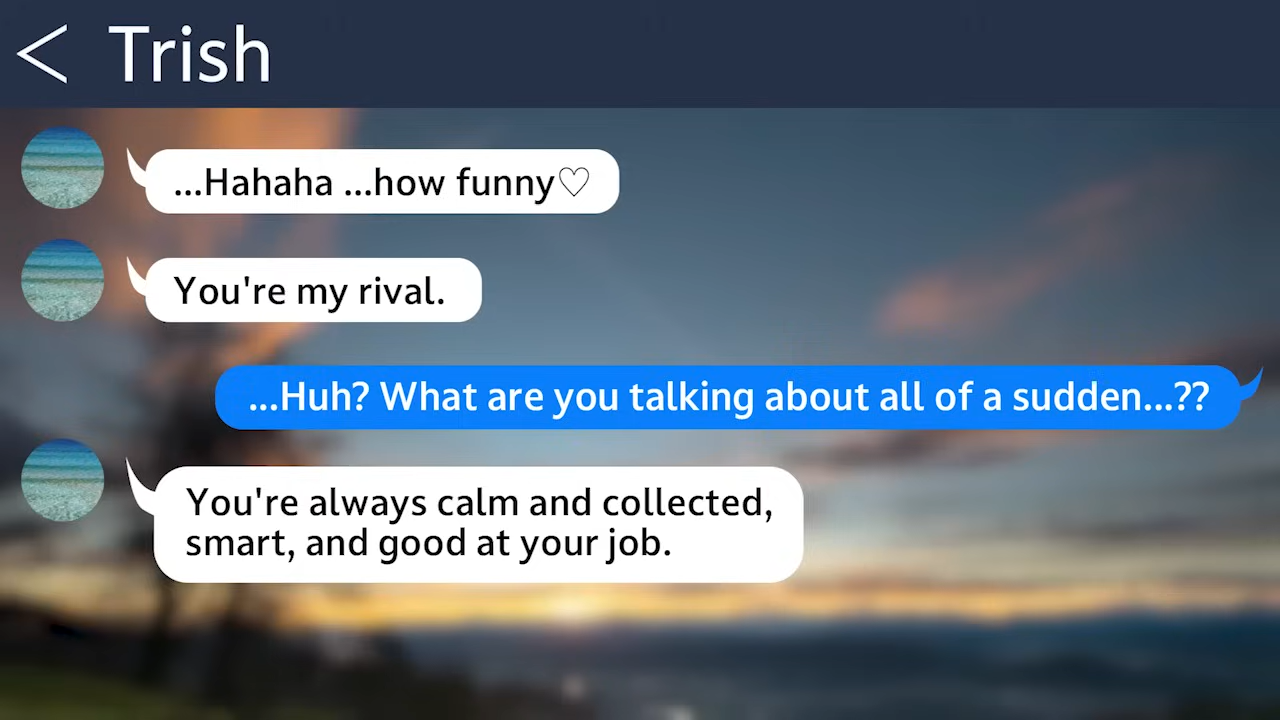 < Trish
...Hahaha ...how funny♡
You're my rival.
...Huh? What are you talking about all of a sudden...??
You're always calm and collected,
smart, and good at your job.